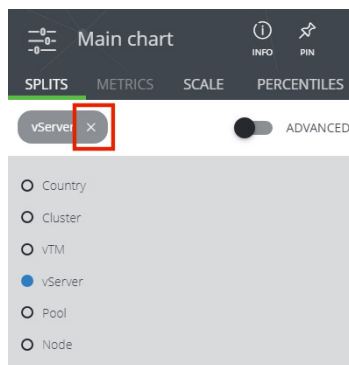 Main chart
INFO
PIN
SPLITS METRICS SCALE PERCENTILES
vServer
ADVANCED
Country
Cluster
vTM
vServer
Pool
Node